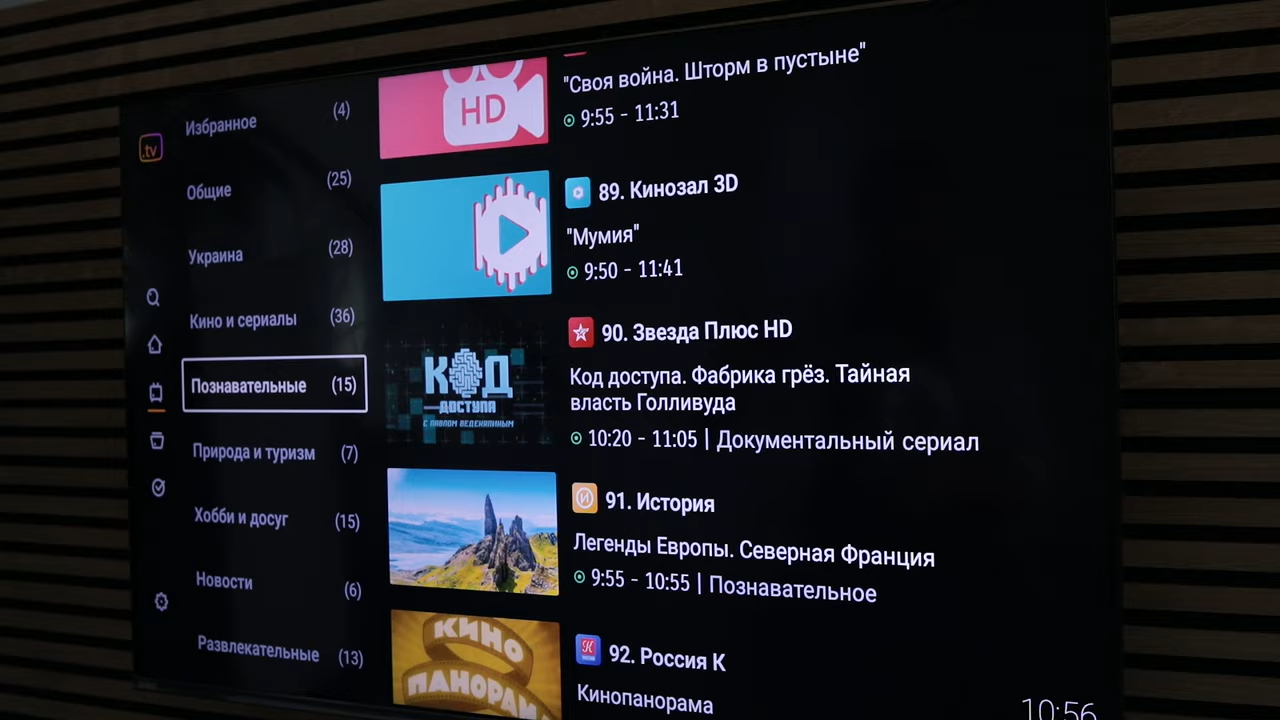 .tv
Избранное (4)
Общие (25)
Украина (28)
Кино и сериалы (36)
Познавательные (15)
Природа и туризм (7)
Хобби и досуг (15)
Новости (6)
Развлекательные (13)
HD
"Своя война. Шторм в пустыне"
9:55 - 11:31
89. Кинозал 3D
"Мумия"
9:50 - 11:41
КОД
ДОСТУПА
С ПАВЛОМ ВЕДЕНЯПИНЫМ
90. Звезда Плюс HD
Код доступа. Фабрика грёз. Тайная
власть Голливуда
10:20 - 11:05 | Документальный сериал
91. История
Легенды Европы. Северная Франция
9:55 - 10:55 | Познавательное
КИНО
ПАНОРАМ
92. Россия К
Кинопанорама
10:56